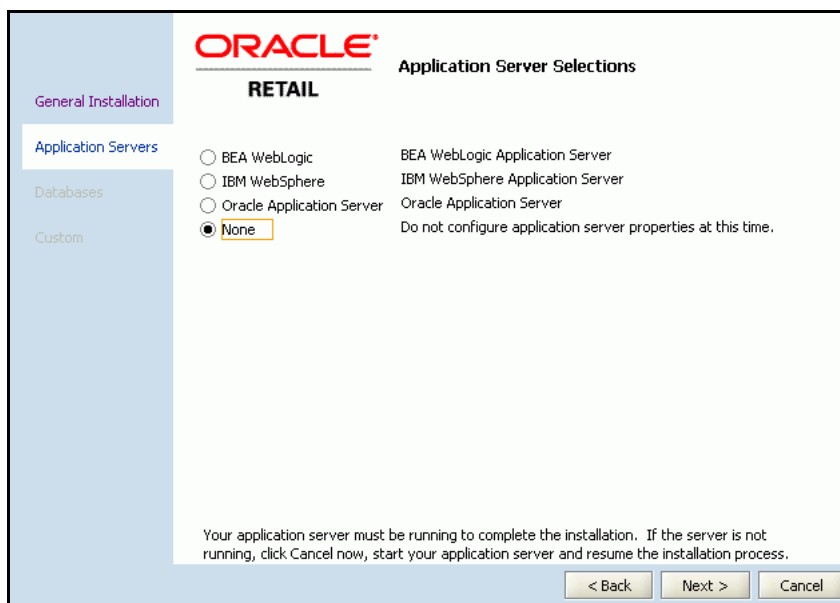 ORACLE®
RETAIL
Application Server Selections
General Installation
Application Servers
Databases
Custom
BEA WebLogic BEA WebLogic Application Server
IBM WebSphere IBM WebSphere Application Server
Oracle Application Server Oracle Application Server
None Do not configure application server properties at this time.
Your application server must be running to complete the installation. If the server is not
running, click Cancel now, start your application server and resume the installation process.
< Back Next > Cancel